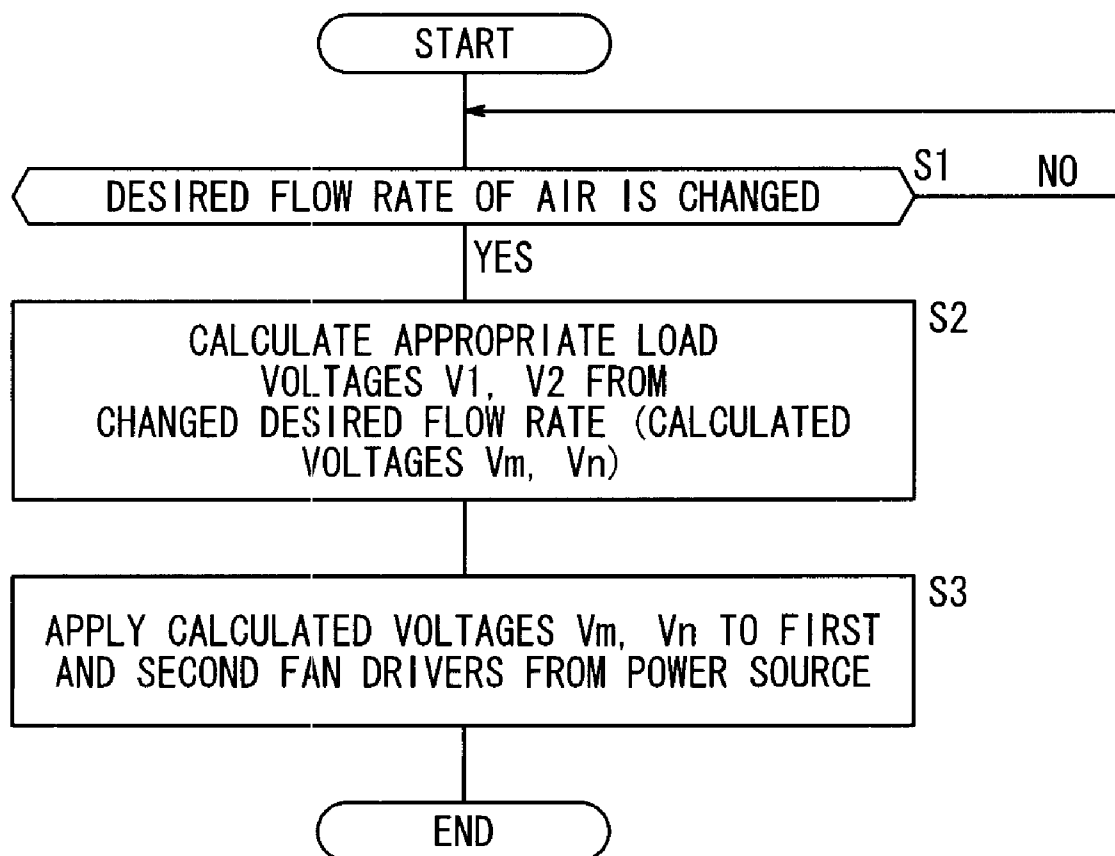 START
DESIRED FLOW RATE OF AIR IS CHANGED
S1
NO
YES
S2
CALCULATE APPROPRIATE LOAD
VOLTAGES V1, V2 FROM
CHANGED DESIRED FLOW RATE (CALCULATED
VOLTAGES Vm, Vn)
S3
APPLY CALCULATED VOLTAGES Vm, Vn TO FIRST
AND SECOND FAN DRIVERS FROM POWER SOURCE
END